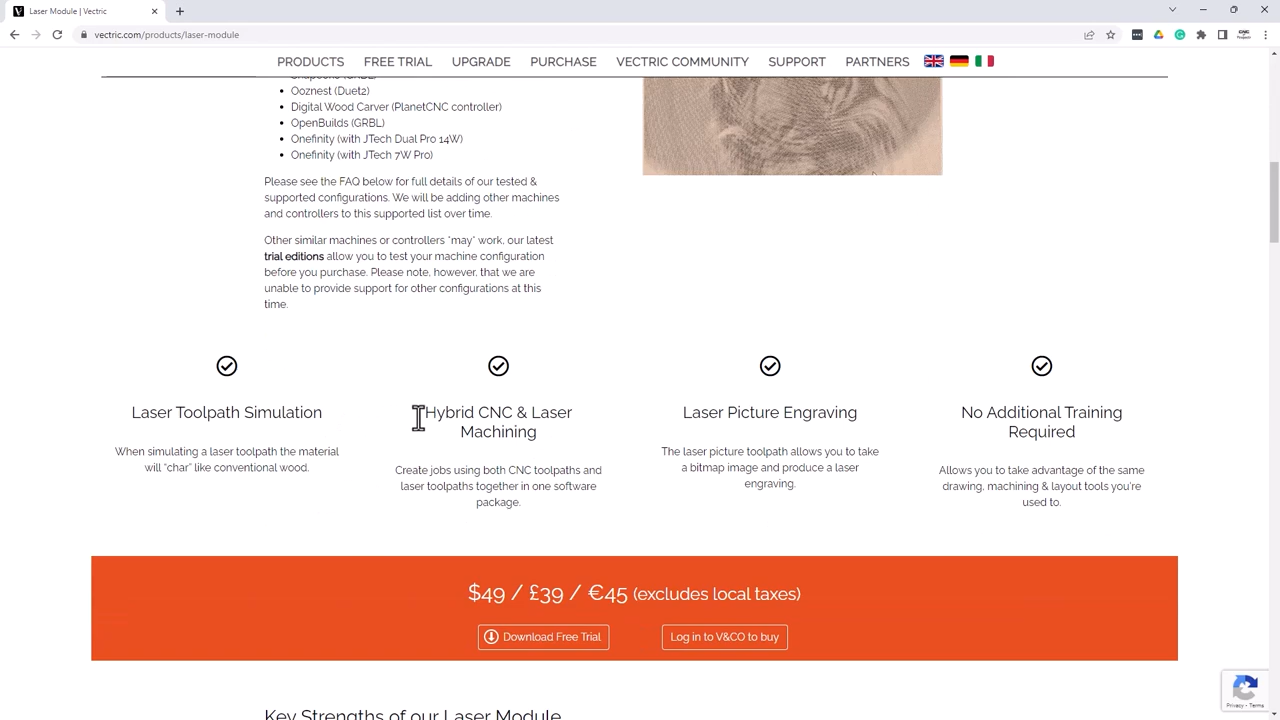 Laser Module | Vectric
vectric.com/products/laser-module
PRODUCTS FREE TRIAL UPGRADE PURCHASE VECTRIC COMMUNITY SUPPORT PARTNERS
Ooznest (Duet2)
Digital Wood Carver (PlanetCNC controller)
OpenBuilds (GRBL)
Onefinity (with JTech Dual Pro 14W)
Onefinity (with JTech 7W Pro)
Please see the FAQ below for full details of our tested &
supported configurations. We will be adding other machines
and controllers to this supported list over time.
Other similar machines or controllers *may* work, our latest
trial editions allow you to test your machine configuration
before you purchase. Please note, however, that we are
unable to provide support for other configurations at this
time.
Laser Toolpath Simulation
When simulating a laser toolpath the material
will "char" like conventional wood.
Hybrid CNC & Laser
Machining
Create jobs using both CNC toolpaths and
laser toolpaths together in one software
package.
Laser Picture Engraving
The laser picture toolpath allows you to take
a bitmap image and produce a laser
engraving.
No Additional Training
Required
Allows you to take advantage of the same
drawing, machining & layout tools you're
used to.
$49 / £39 / €45 (excludes local taxes)
Download Free Trial
Log in to V&CO to buy
Key Strengths of our Laser Module
Privacy - Terms